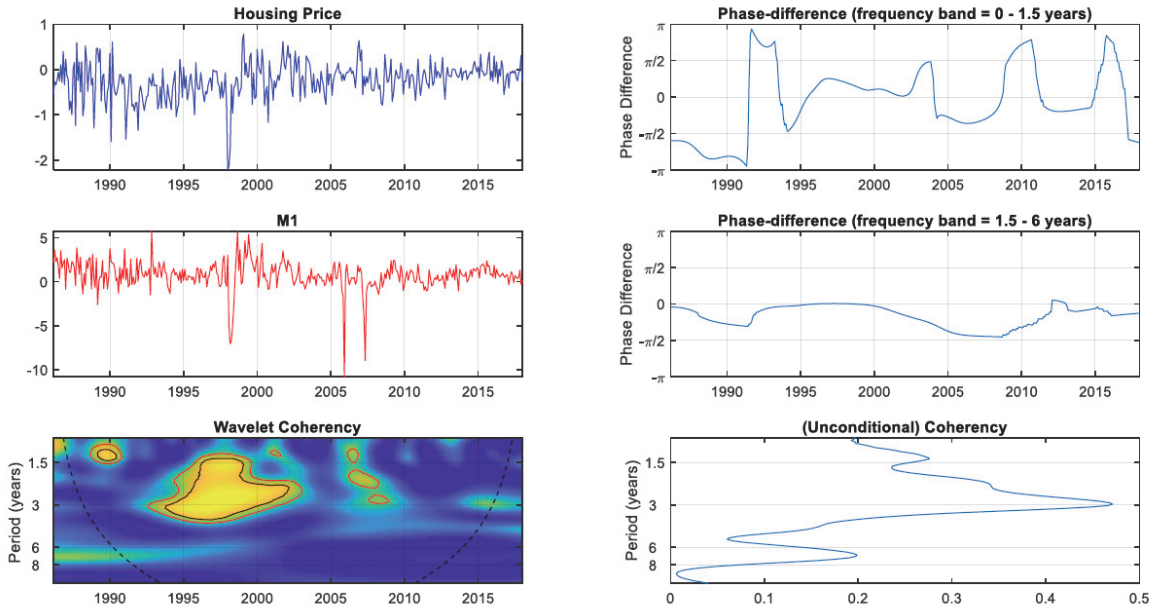 Housing Price
1
0
-1
-2
1990 1995 2000 2005 2010 2015
Phase-difference (frequency band = 0 - 1.5 years)
Phase Difference
π
π/2
0
-π/2
-π
1990 1995 2000 2005 2010 2015
M1
5
0
-5
-10
1990 1995 2000 2005 2010 2015
Phase-difference (frequency band = 1.5 - 6 years)
Phase Difference
π
π/2
0
-π/2
-π
1990 1995 2000 2005 2010 2015
Wavelet Coherency
Period (years)
1.5
3
6
8
1990 1995 2000 2005 2010 2015
(Unconditional) Coherency
Period (years)
1.5
3
6
8
0 0.1 0.2 0.3 0.4 0.5